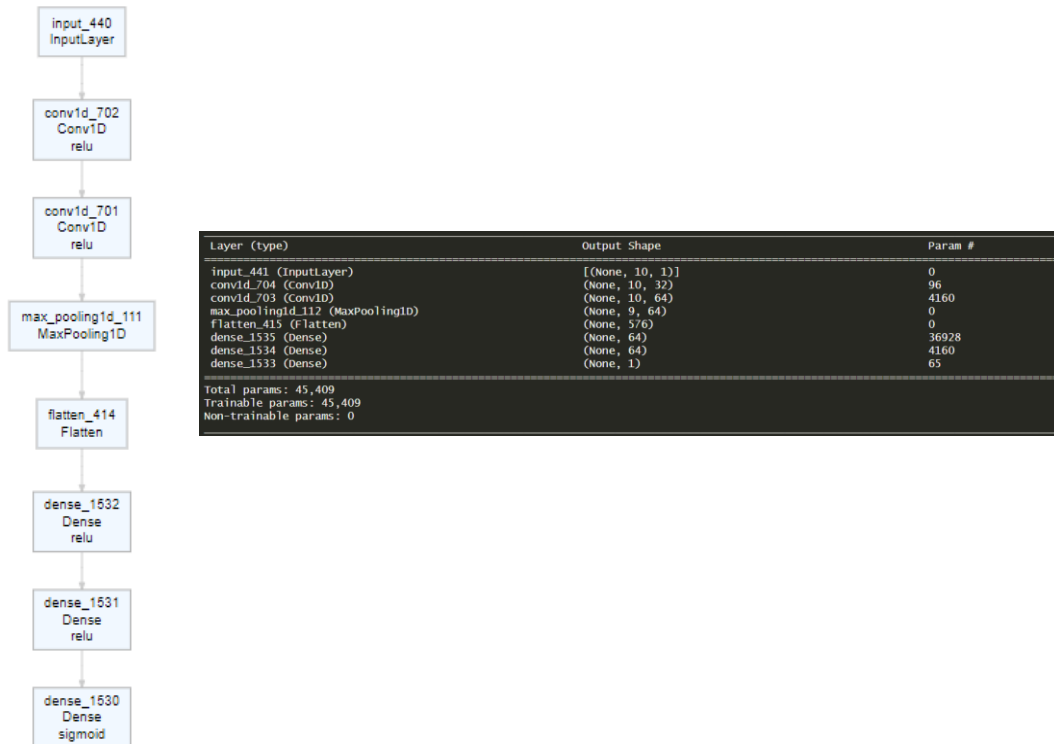 input_440
InputLayer
conv1d_702
Conv1D
relu
conv1d_701
Conv1D
relu
max_pooling1d_111
MaxPooling1D
flatten_414
Flatten
dense_1532
Dense
relu
dense_1531
Dense
relu
dense_1530
Dense
sigmoid
Layer (type) Output Shape Param #
input_441 (InputLayer) [(None, 10, 1)] 0
conv1d_704 (Conv1D) (None, 10, 32) 96
conv1d_703 (Conv1D) (None, 10, 64) 4160
max_pooling1d_112 (MaxPooling1D) (None, 9, 64) 0
flatten_415 (Flatten) (None, 576) 0
dense_1535 (Dense) (None, 64) 36928
dense_1534 (Dense) (None, 64) 4160
dense_1533 (Dense) (None, 1) 65
Total params: 45,409
Trainable params: 45,409
Non-trainable params: 0